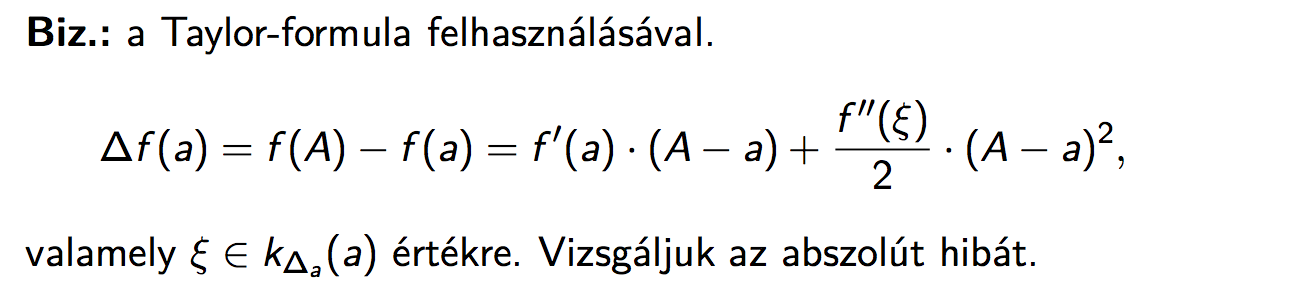 Biz.: a Taylor-formula felhasználásával.
Δf(a) = f(A) − f(a) = f′(a) · (A − a) + f″(ξ)/2 · (A − a)²,
valamely ξ ∈ k_{Δ_a}(a) értékre. Vizsgáljuk az abszolút hibát.